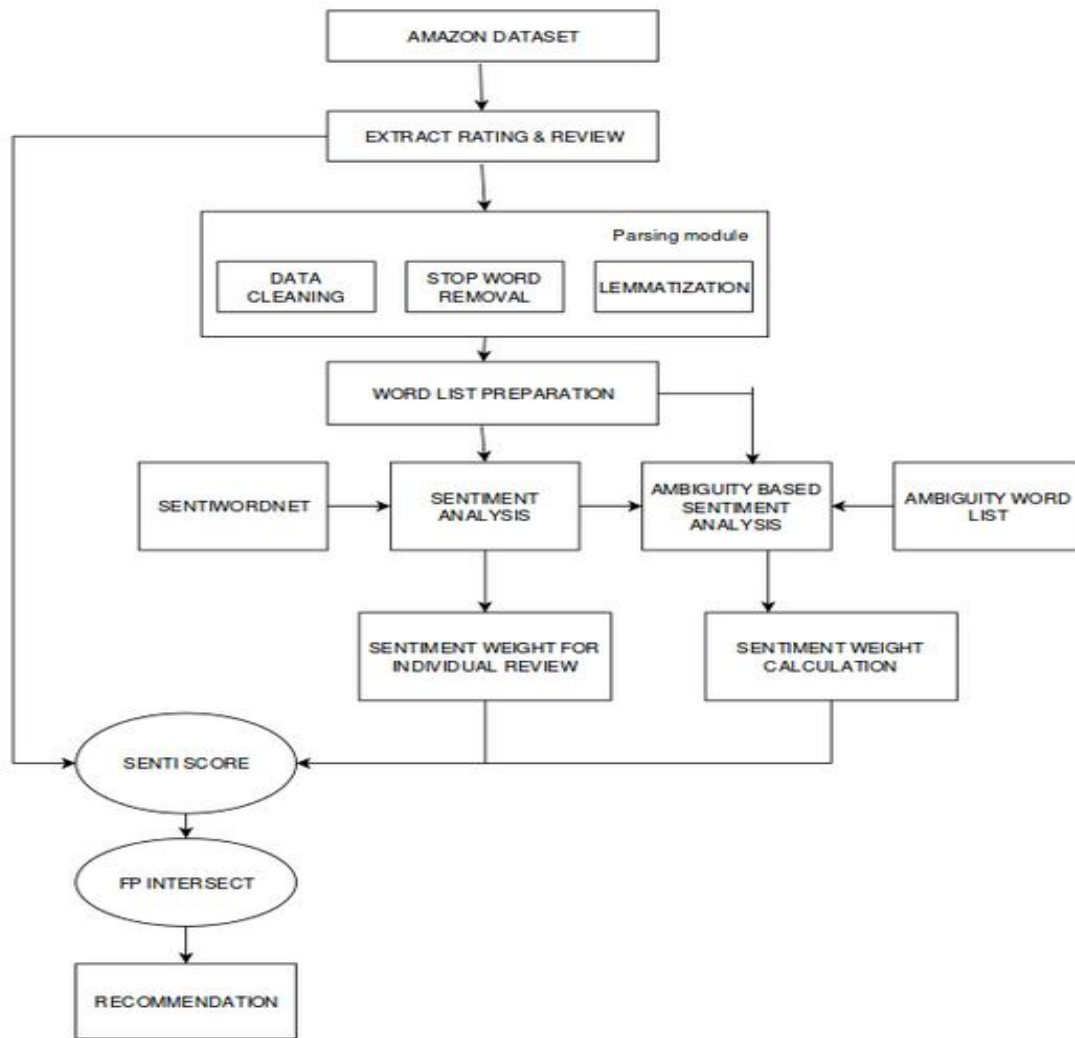 AMAZON DATASET
EXTRACT RATING & REVIEW
Parsing module
DATA
CLEANING
STOP WORD
REMOVAL
LEMMATIZATION
WORD LIST PREPARATION
SENTIWORDNET
SENTIMENT
ANALYSIS
AMBIGUITY BASED
SENTIMENT
ANALYSIS
AMBIGUITY WORD
LIST
SENTIMENT WEIGHT FOR
INDIVIDUAL REVIEW
SENTIMENT WEIGHT
CALCULATION
SENTI SCORE
FP INTERSECT
RECOMMENDATION